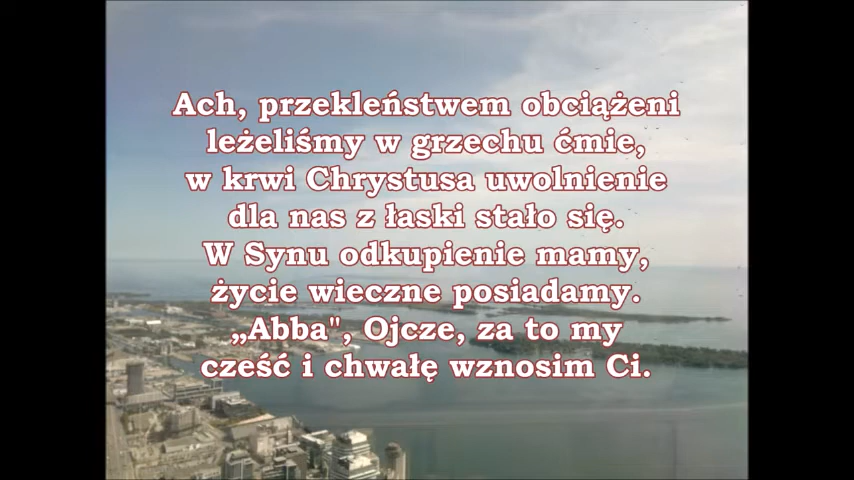 Ach, przekleństwem obciążeni
leżeliśmy w grzechu ćmie,
w krwi Chrystusa uwolnienie
dla nas z łaski stało się.
W Synu odkupienie mamy,
życie wieczne posiadamy.
„Abba", Ojcze, za to my
cześć i chwałę wznosim Ci.